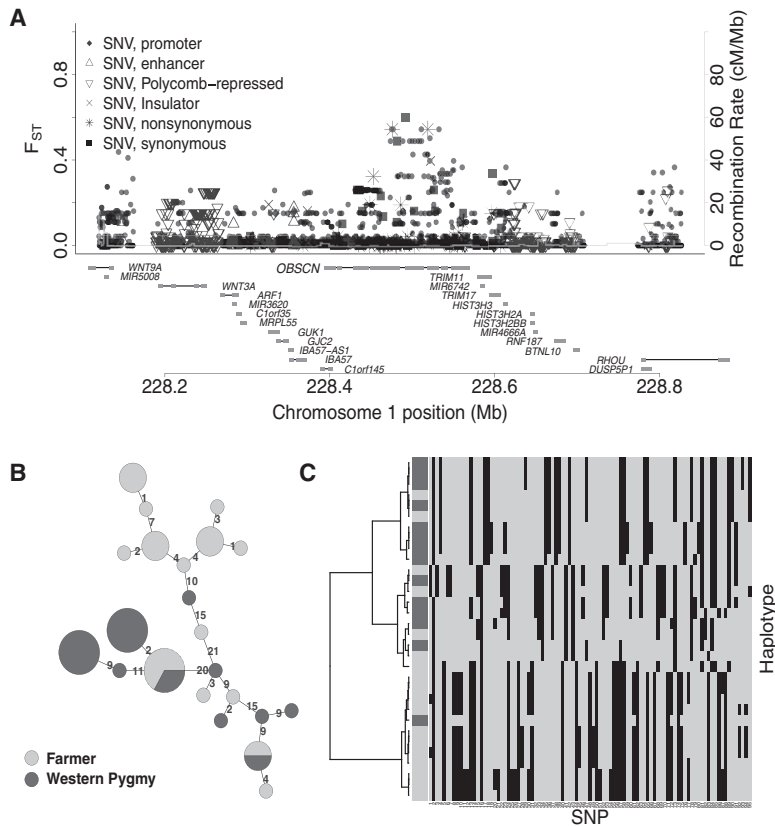 A
SNV, promoter
SNV, enhancer
SNV, Polycomb−repressed
SNV, Insulator
SNV, nonsynonymous
SNV, synonymous
FST
0.8
0.4
0.0
Recombination Rate (cM/Mb)
80
60
40
20
0
WNT9A
MIR5008
WNT3A
ARF1
MIR3620
C1orf35
MRPL55
GUK1
GJC2
IBA57−AS1
IBA57
C1orf145
OBSCN
TRIM11
MIR6742
TRIM17
HIST3H3
HIST3H2A
HIST3H2BB
MIR4666A
RNF187
BTNL10
RHOU
DUSP5P1
228.2 228.4 228.6 228.8
Chromosome 1 position (Mb)
B
1
7
2
4
4
3
1
10
15
21
20
2
9
11
3
9
2
15
9
9
4
Farmer
Western Pygmy
C
Haplotype
SNP